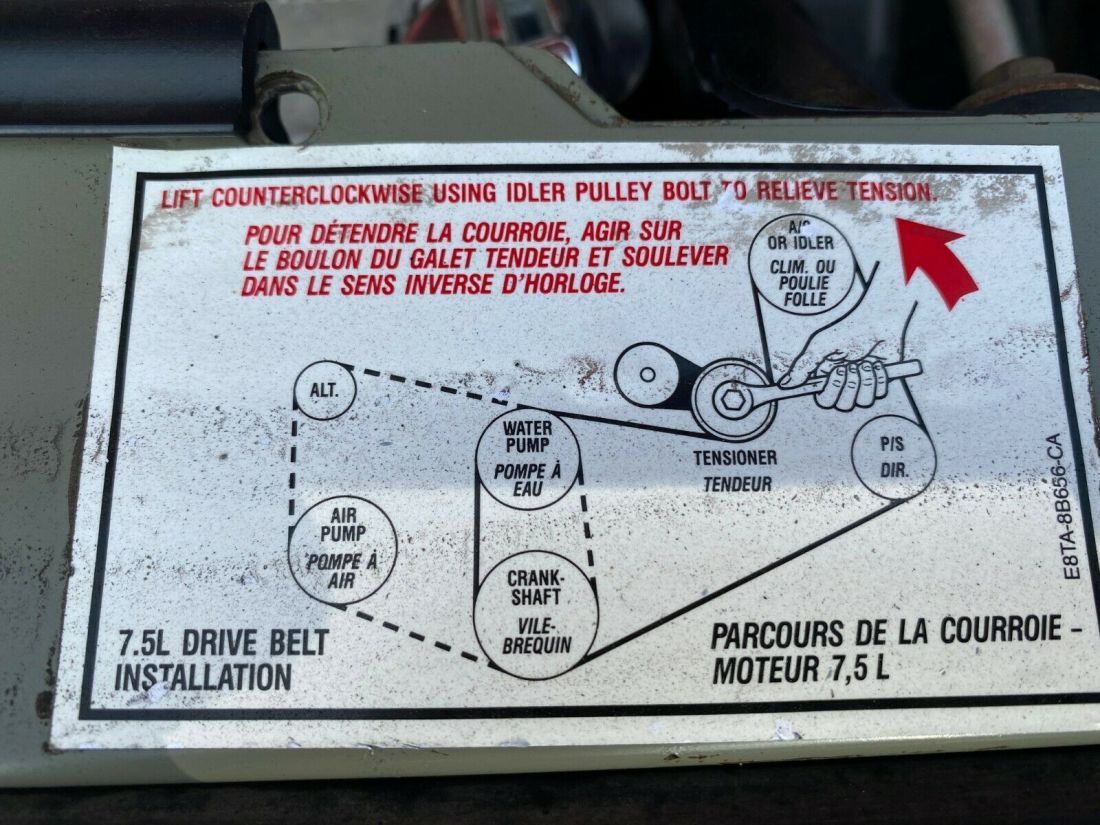 LIFT COUNTERCLOCKWISE USING IDLER PULLEY BOLT TO RELIEVE TENSION.
POUR DÉTENDRE LA COURROIE, AGIR SUR
LE BOULON DU GALET TENDEUR ET SOULEVER
DANS LE SENS INVERSE D'HORLOGE.
A/C
OR IDLER
CLIM. OU
POULIE
FOLLE
ALT.
WATER
PUMP
POMPE À
EAU
TENSIONER
TENDEUR
P/S
DIR.
AIR
PUMP
POMPE À
AIR
CRANK-
SHAFT
VILE-
BREQUIN
E8TA-8B656-CA
7.5L DRIVE BELT
INSTALLATION
PARCOURS DE LA COURROIE -
MOTEUR 7,5 L